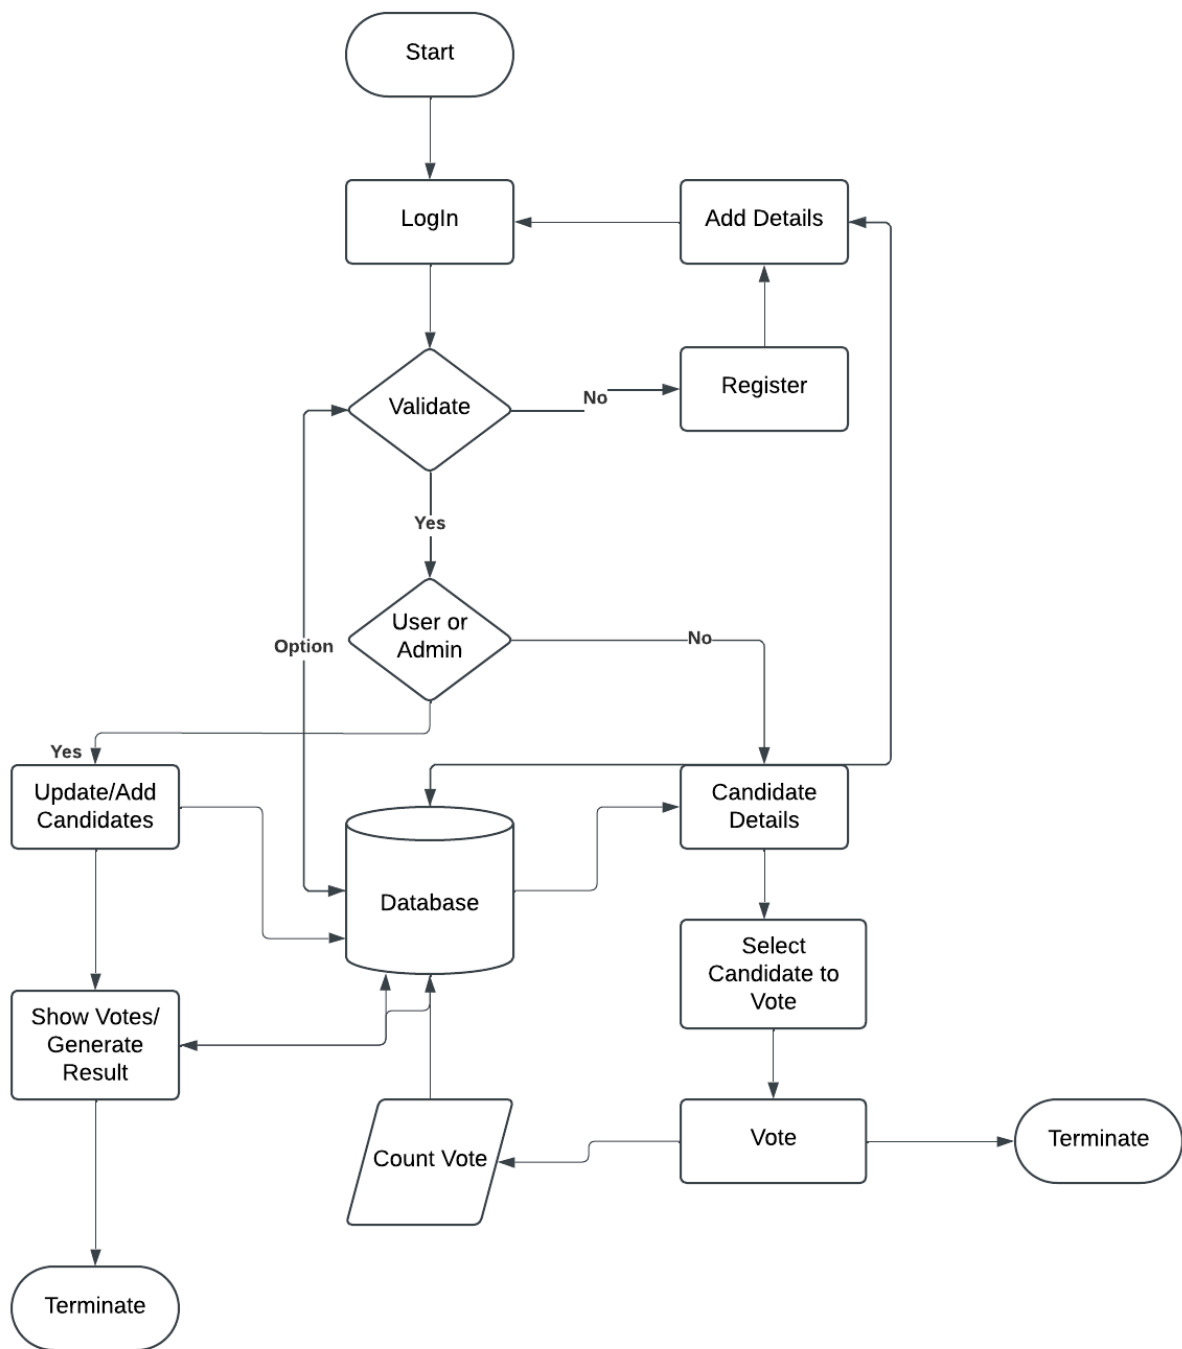 Start
LogIn
Add Details
Validate
No
Register
Yes
User or
Admin
No
Option
Yes
Update/Add
Candidates
Database
Candidate
Details
Select
Candidate to
Vote
Show Votes/
Generate
Result
Count Vote
Vote
Terminate
Terminate